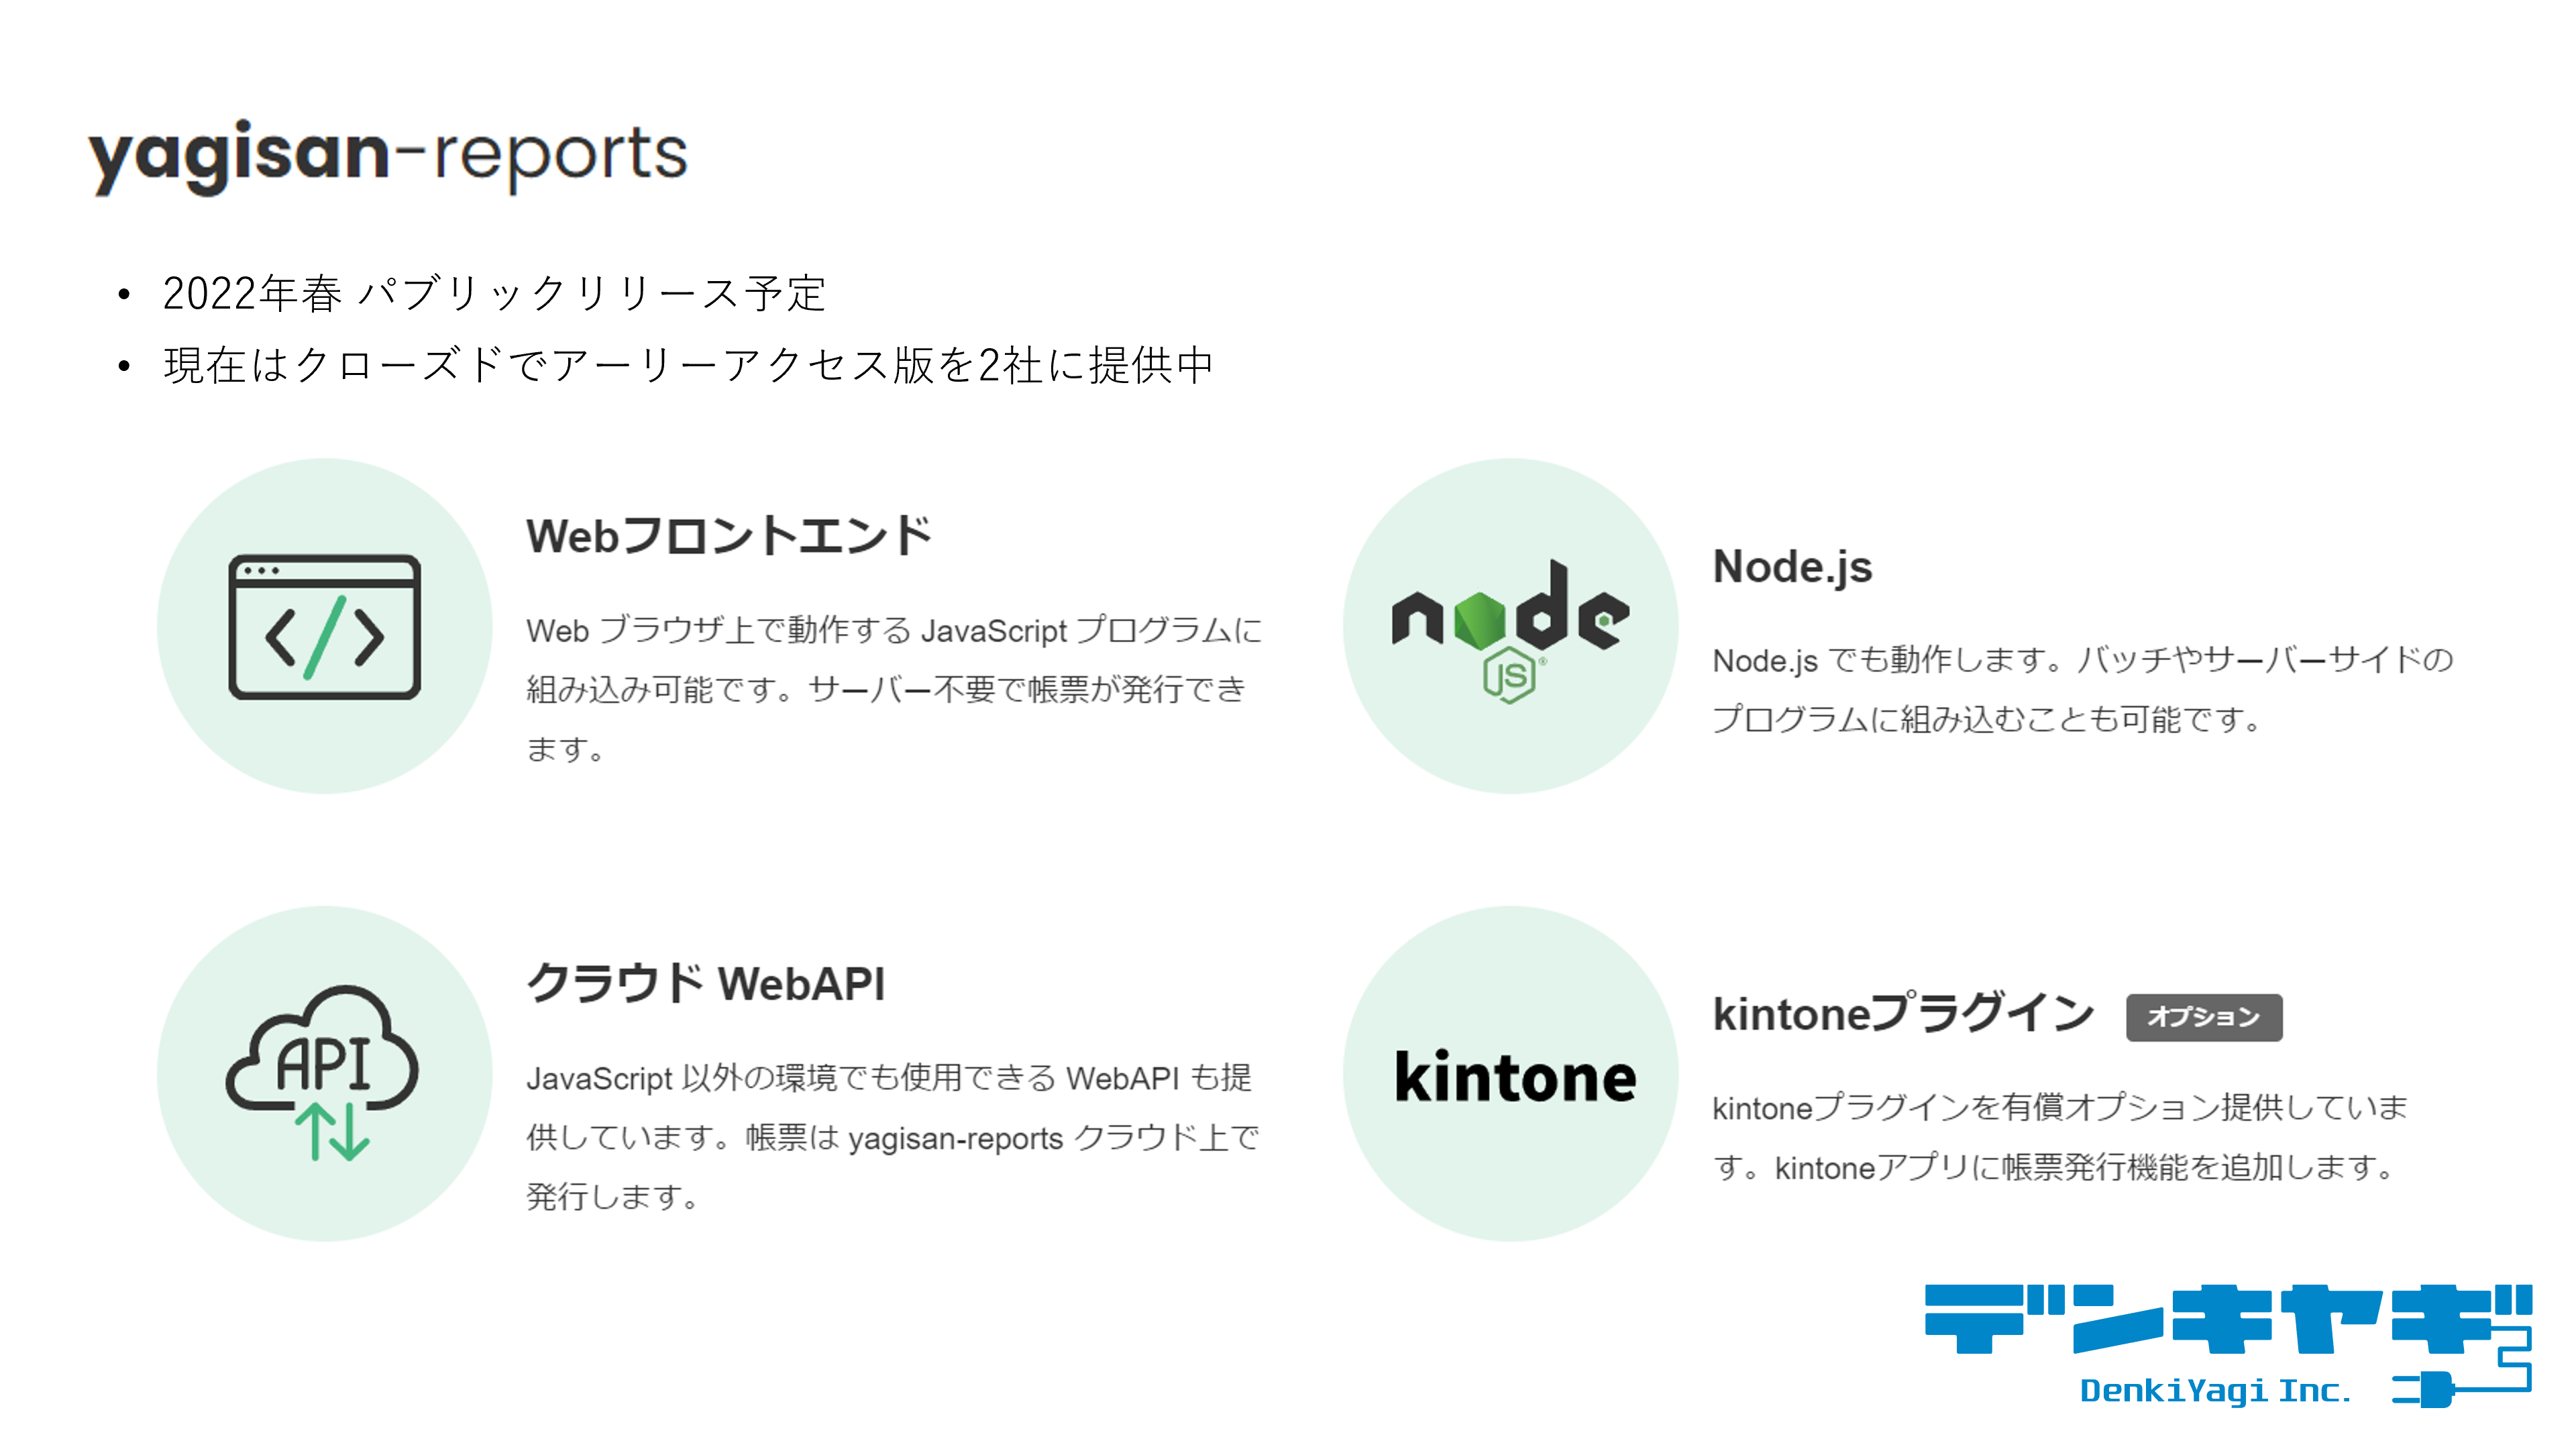 yagisan-reports
• 2022年春 パブリックリリース予定
• 現在はクローズドでアーリーアクセス版を2社に提供中
Webフロントエンド
Web ブラウザ上で動作する JavaScript プログラムに
組み込み可能です。サーバー不要で帳票が発行でき
ます。
node
JS
Node.js
Node.js でも動作します。バッチやサーバーサイドの
プログラムに組み込むことも可能です。
API
クラウド WebAPI
JavaScript 以外の環境でも使用できる WebAPI も提
供しています。帳票は yagisan-reports クラウド上で
発行します。
kintone
kintoneプラグイン オプション
kintoneプラグインを有償オプション提供していま
す。kintoneアプリに帳票発行機能を追加します。
デンキヤギ
DenkiYagi Inc.